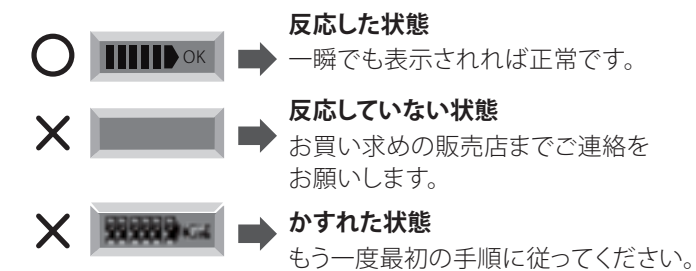 反応した状態
OK
一瞬でも表示されれば正常です。
反応していない状態
お買い求めの販売店までご連絡を
お願いします。
かすれた状態
もう一度最初の手順に従ってください。